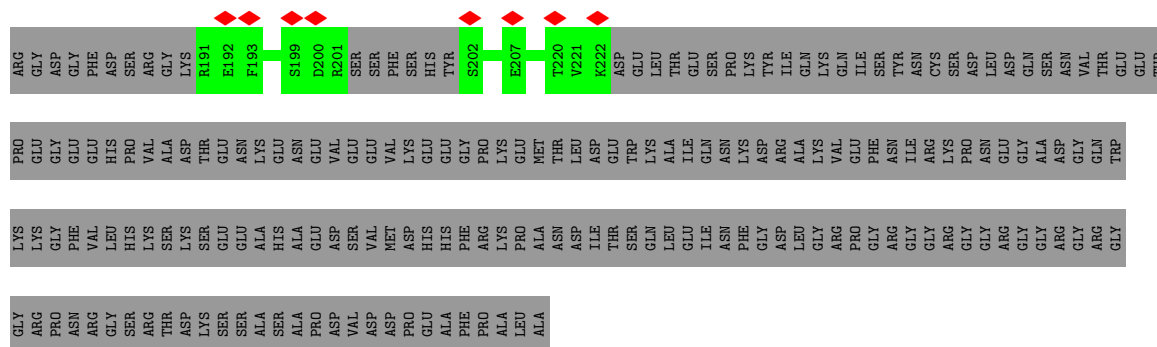 ARG GLY ASP GLY PHE ASP SER ARG GLY LYS R191 E192 F193 S199 D200 R201 SER SER PHE SER HIS TYR S202 E207 T220 V221 K222 ASP GLU LEU THR GLU SER PRO LYS TYR ILE GLN LYS GLN ILE SER TYR ASN CYS SER ASP LEU ASP GLN SER ASN VAL THR GLU GLU
PRO GLU GLY GLU GLU HIS PRO VAL ALA ASP THR GLU ASN LYS GLU ASN GLU VAL GLU GLU VAL LYS GLU GLU GLY PRO LYS GLU MET THR LEU ASP GLU TRP LYS ALA ILE GLN ASN LYS ASP ARG ALA LYS VAL GLU PHE ASN ILE ARG LYS PRO ASN GLU GLY ALA ASP GLY GLN TRP
LYS LYS GLY PHE VAL LEU HIS LYS SER LYS SER GLU GLU ALA HIS ALA GLU ASP SER VAL MET ASP HIS HIS PHE ARG LYS PRO ALA ASN ASP ILE THR SER GLN LEU GLU ILE ASN PHE GLY ASP LEU GLY ARG PRO GLY ARG GLY GLY ARG GLY GLY ARG GLY GLY ARG GLY ARG GLY
GLY ARG PRO ASN ARG GLY SER ARG THR ASP LYS SER SER ALA SER ALA PRO ASP VAL ASP ASP PRO GLU ALA PHE PRO ALA LEU ALA